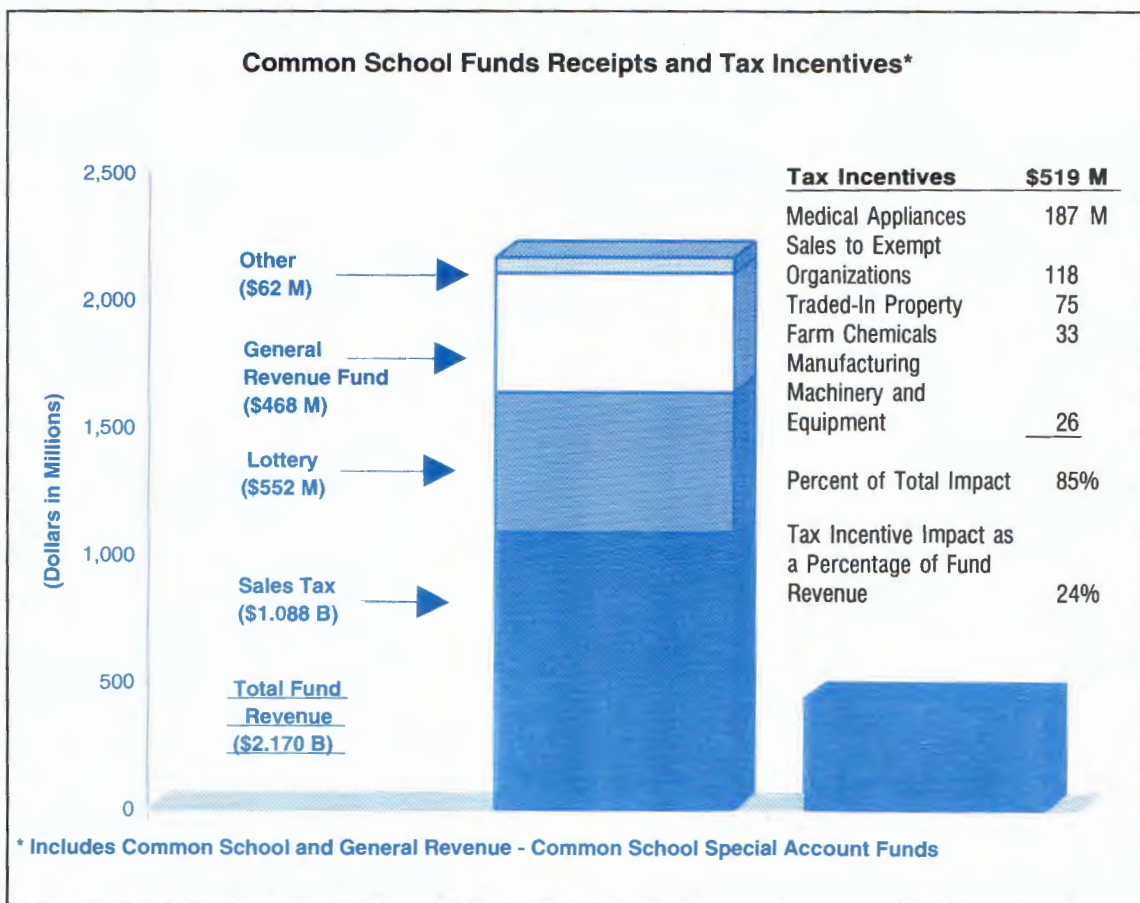 Common School Funds Receipts and Tax Incentives*
2,500
2,000
1,500
1,000
500
0
(Dollars in Millions)
Other
($62 M)
General
Revenue Fund
($468 M)
Lottery
($552 M)
Sales Tax
($1.088 B)
Total Fund
Revenue
($2.170 B)
Tax Incentives $519 M
Medical Appliances 187 M
Sales to Exempt
Organizations 118
Traded-In Property 75
Farm Chemicals 33
Manufacturing
Machinery and
Equipment 26
Percent of Total Impact 85%
Tax Incentive Impact as
a Percentage of Fund
Revenue 24%
* Includes Common School and General Revenue - Common School Special Account Funds